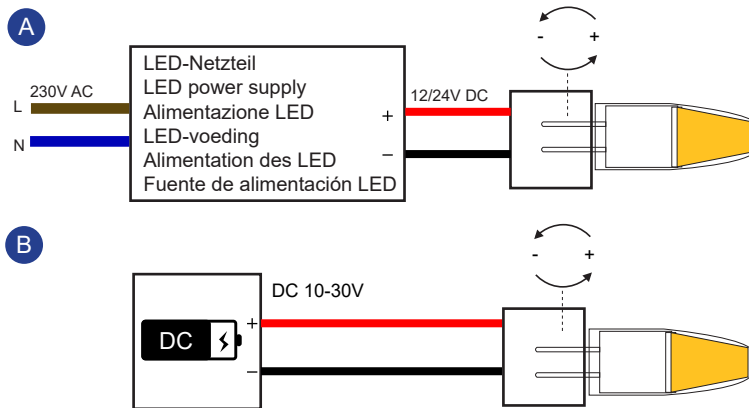 A
230V AC
L
N
LED-Netzteil
LED power supply
Alimentazione LED
LED-voeding
Alimentation des LED
Fuente de alimentación LED
+
−
12/24V DC
- +
B
DC
+
−
DC 10-30V
- +